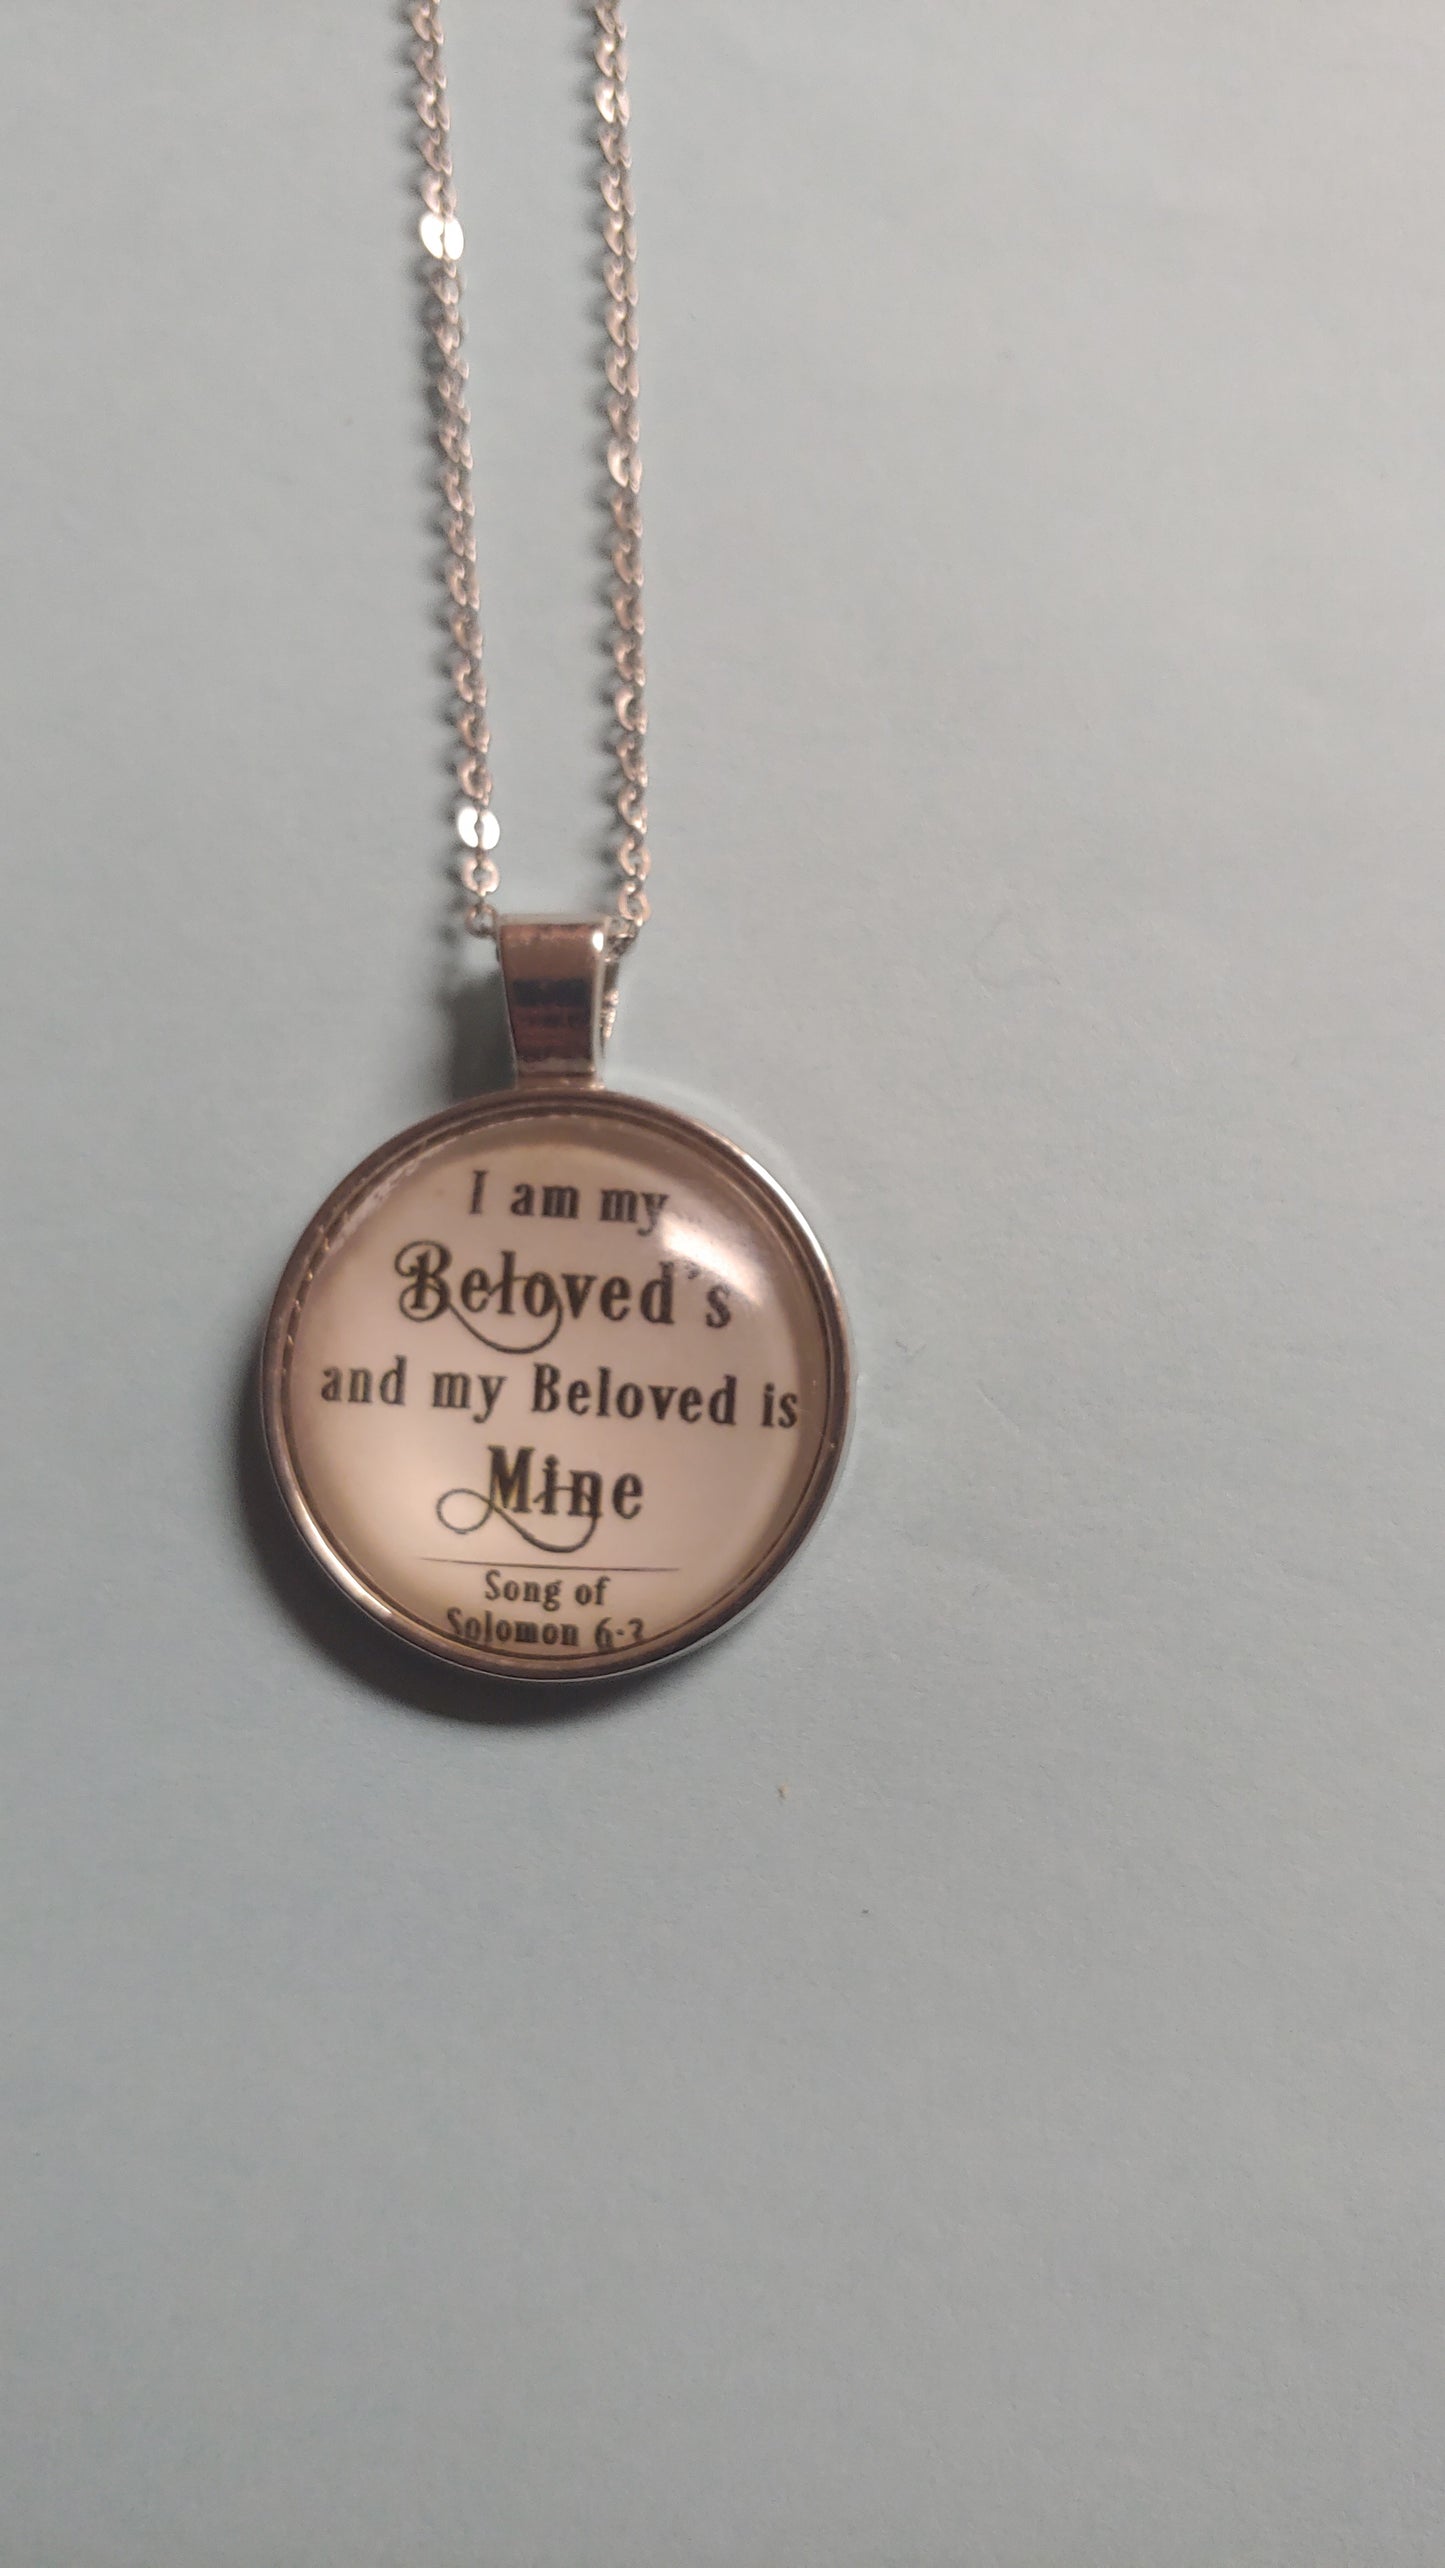 I am my
Beloved's
and my Beloved is
Mine
Song of
Solomon 6:3